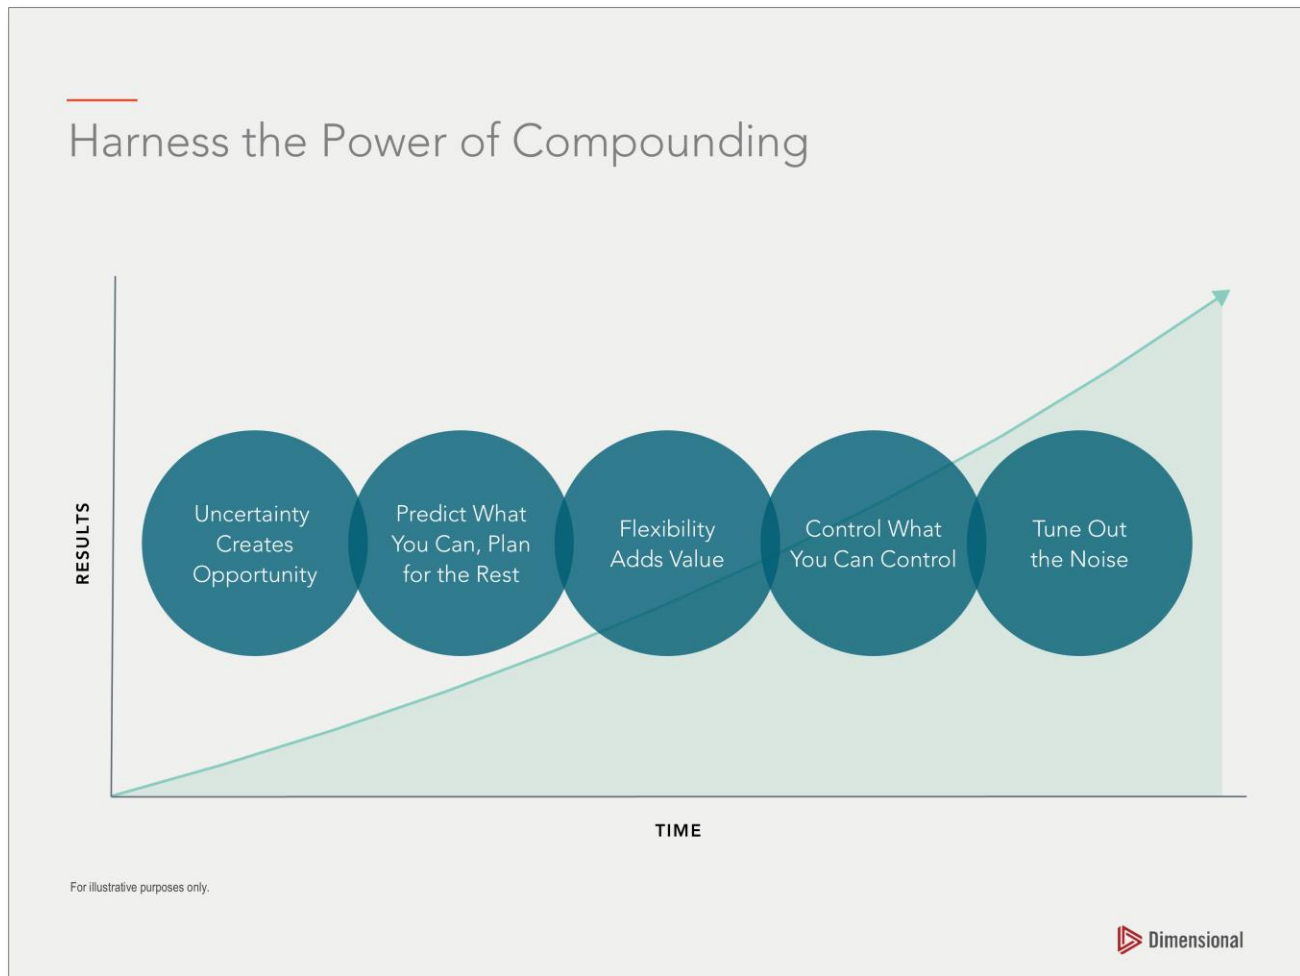 Harness the Power of Compounding
RESULTS
Uncertainty
Creates
Opportunity
Predict What
You Can, Plan
for the Rest
Flexibility
Adds Value
Control What
You Can Control
Tune Out
the Noise
TIME
For illustrative purposes only.
Dimensional